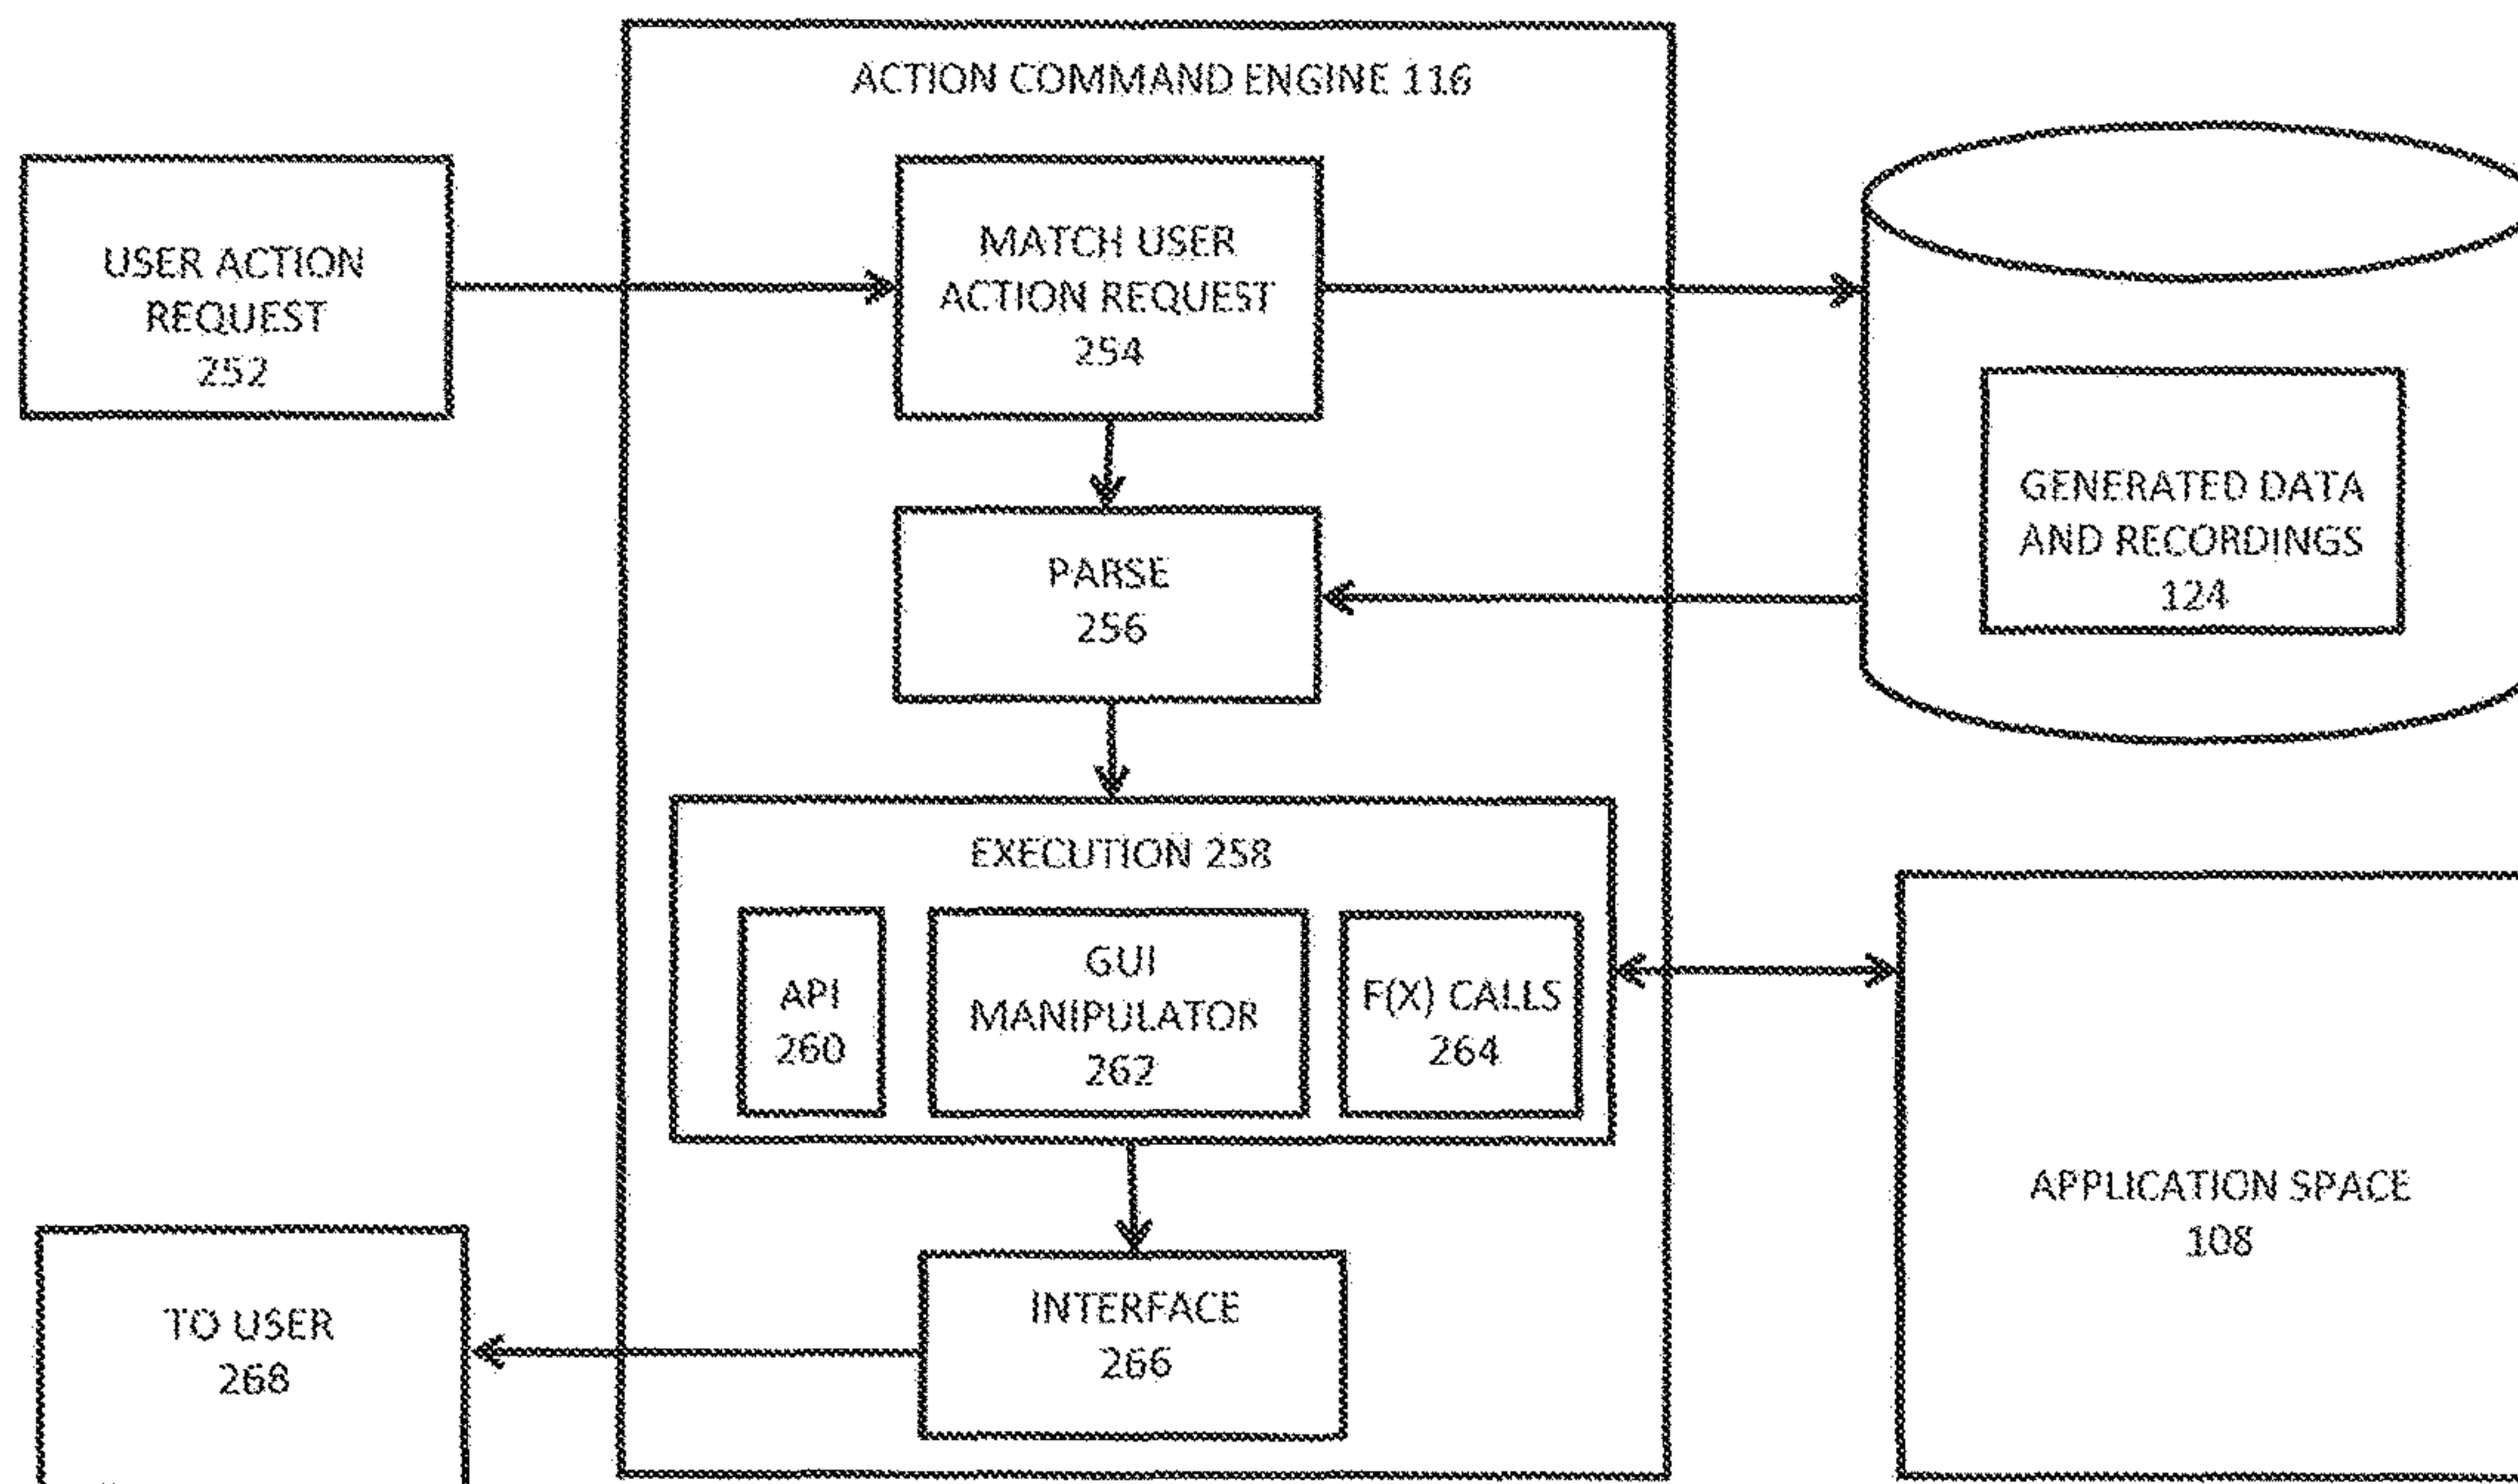 ACTION COMMAND ENGINE 116
USER ACTION
REQUEST
252
MATCH USER
ACTION REQUEST
254
GENERATED DATA
AND RECORDINGS
124
PARSE
256
EXECUTION 258
API
260
GUI
MANIPULATOR
262
F(X) CALLS
264
APPLICATION SPACE
108
INTERFACE
266
TO USER
268